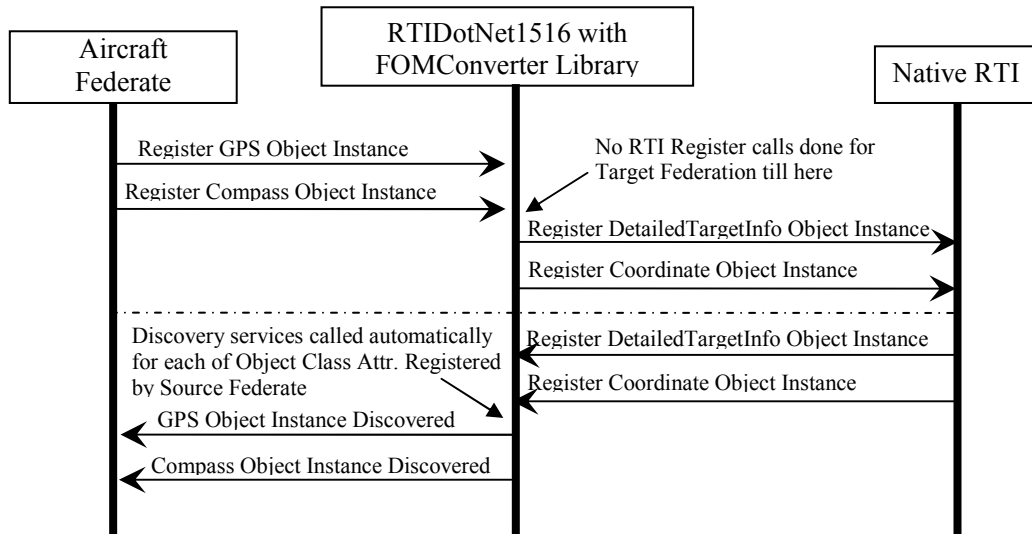 Aircraft
Federate
RTIDotNet1516 with
FOMConverter Library
Native RTI
Register GPS Object Instance
Register Compass Object Instance
No RTI Register calls done for
Target Federation till here
Register DetailedTargetInfo Object Instance
Register Coordinate Object Instance
Discovery services called automatically
for each of Object Class Attr. Registered
by Source Federate
Register DetailedTargetInfo Object Instance
Register Coordinate Object Instance
GPS Object Instance Discovered
Compass Object Instance Discovered